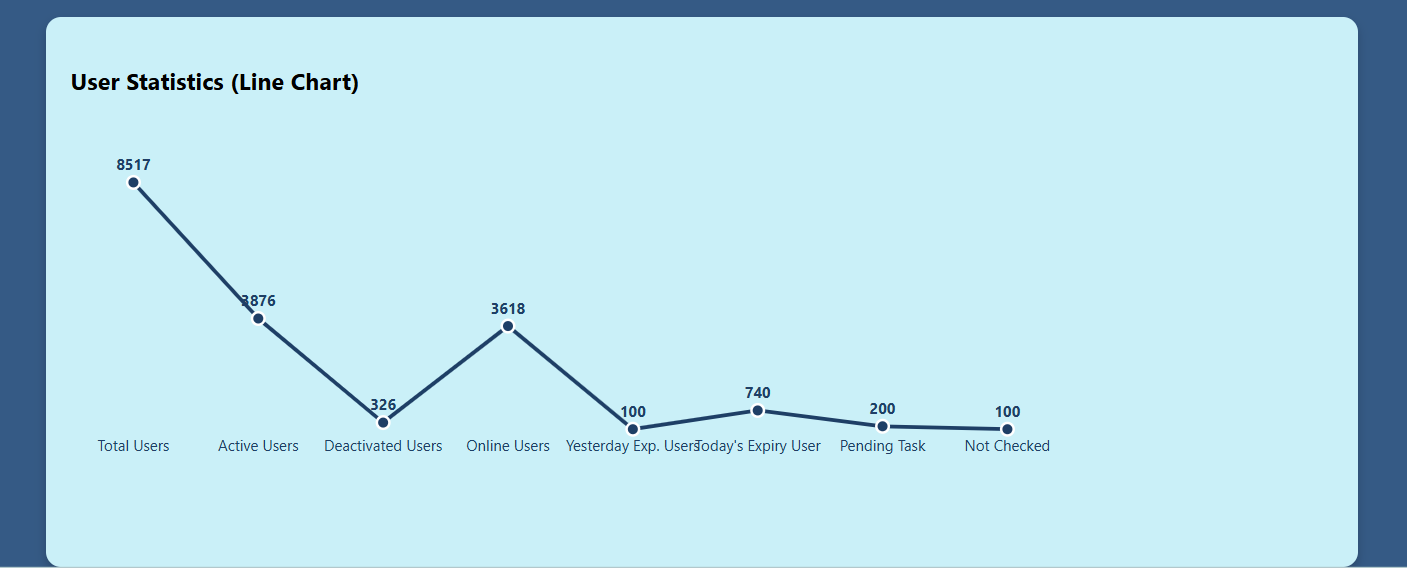 User Statistics (Line Chart)
8517
3876
326
3618
100
740
200
100
Total Users
Active Users
Deactivated Users
Online Users
Yesterday Exp. Users
Today's Expiry User
Pending Task
Not Checked